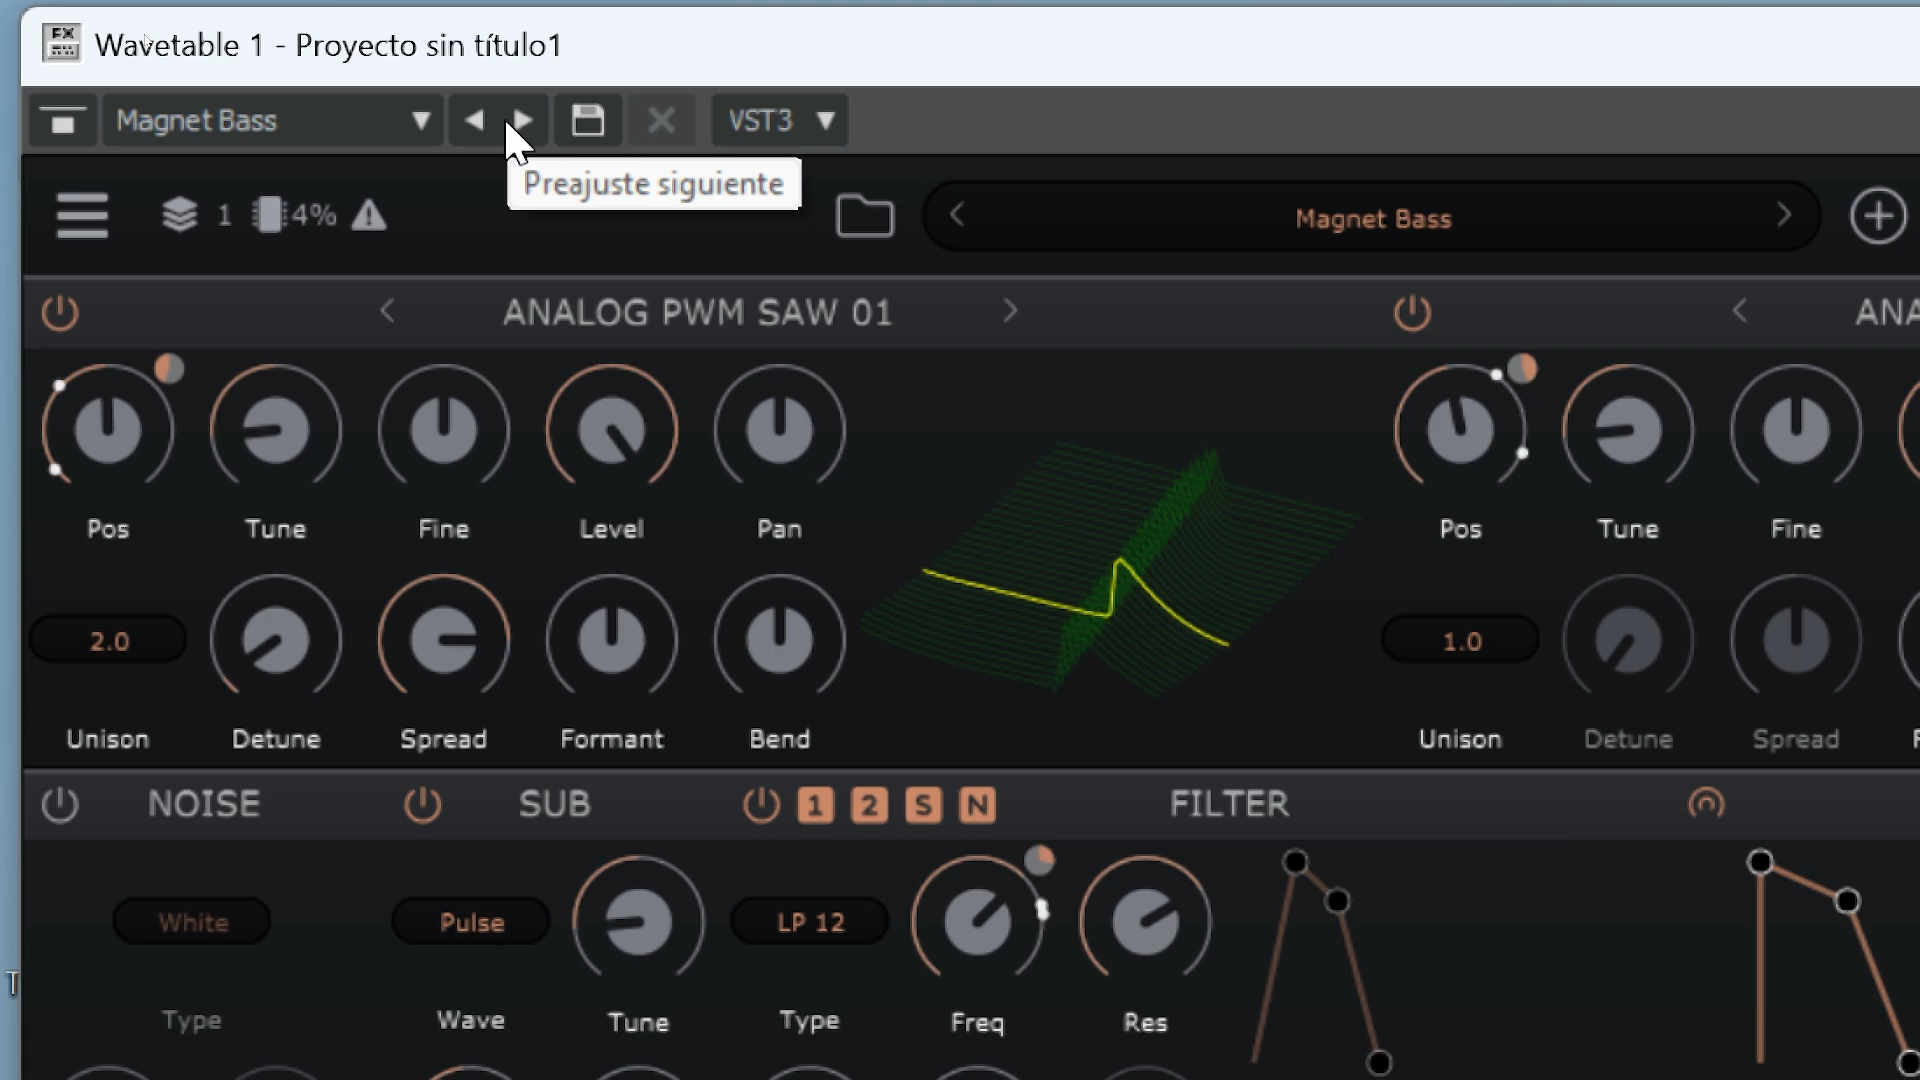 FX
Wavetable 1 - Proyecto sin título1
Magnet Bass
VST3
Preajuste siguiente
1
4%
Magnet Bass
ANALOG PWM SAW 01
ANA
Pos
Tune
Fine
Level
Pan
Pos
Tune
Fine
2.0
1.0
Unison
Detune
Spread
Formant
Bend
Unison
Detune
Spread
F
NOISE
SUB
1 2 S N
FILTER
White
Pulse
LP 12
T
Type
Wave
Tune
Type
Freq
Res